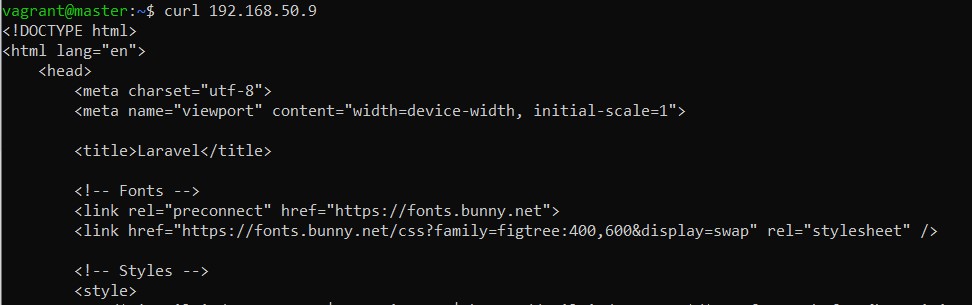 vagrant@master:~$ curl 192.168.50.9
<!DOCTYPE html>
<html lang="en">
    <head>
        <meta charset="utf-8">
        <meta name="viewport" content="width=device-width, initial-scale=1">

        <title>Laravel</title>

        <!-- Fonts -->
        <link rel="preconnect" href="https://fonts.bunny.net">
        <link href="https://fonts.bunny.net/css?family=figtree:400,600&display=swap" rel="stylesheet" />

        <!-- Styles -->
        <style>